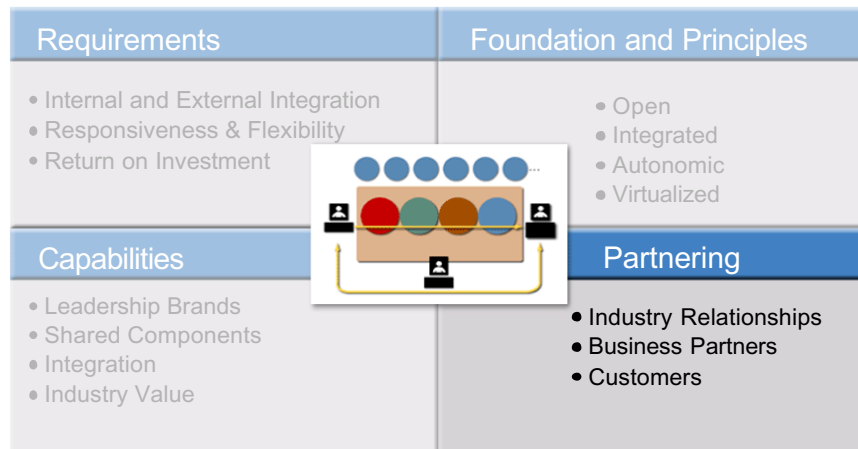 Requirements
• Internal and External Integration
• Responsiveness & Flexibility
• Return on Investment
Foundation and Principles
• Open
• Integrated
• Autonomic
• Virtualized
Capabilities
• Leadership Brands
• Shared Components
• Integration
• Industry Value
Partnering
• Industry Relationships
• Business Partners
• Customers